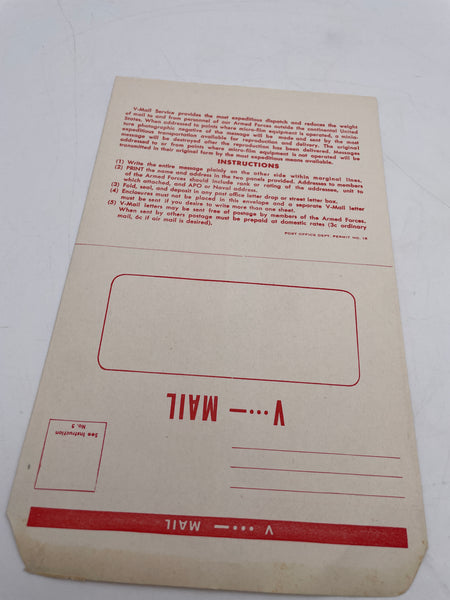 V-Mail Service provides the most expeditious dispatch and reduces the weight
of mail to and from personnel of our Armed Forces outside the continental United
States. When addressed to points where micro-film equipment is operated, a minia-
ture photographic negative of the message will be made and sent by the most
expeditious transportation available for reproduction and delivery. The original
message will be destroyed after the reproduction has been delivered. Messages
addressed to or from points where micro-film equipment is not operated will be
transmitted in their original form by the most expeditious means available.
INSTRUCTIONS
(1) Write the entire message plainly on the other side within marginal lines.
(2) PRINT the name and address in the two panels provided. Addresses to members
of the Armed Forces should include rank or rating of the addressee, unit to
which attached, and APO or Naval address.
(3) Fold, seal, and deposit in any post office letter drop or street letter box.
(4) Enclosures must not be placed in this envelope and a separate V-Mail letter
must be sent if you desire to write more than one sheet.
(5) V-Mail letters may be sent free of postage by members of the Armed Forces.
When sent by others postage must be prepaid at domestic rates (3c ordinary
mail, 6c if air mail is desired).
POST OFFICE DEPT. PERMIT NO. 18
V ···— MAIL
See Instruction
No. 5
V ···— MAIL